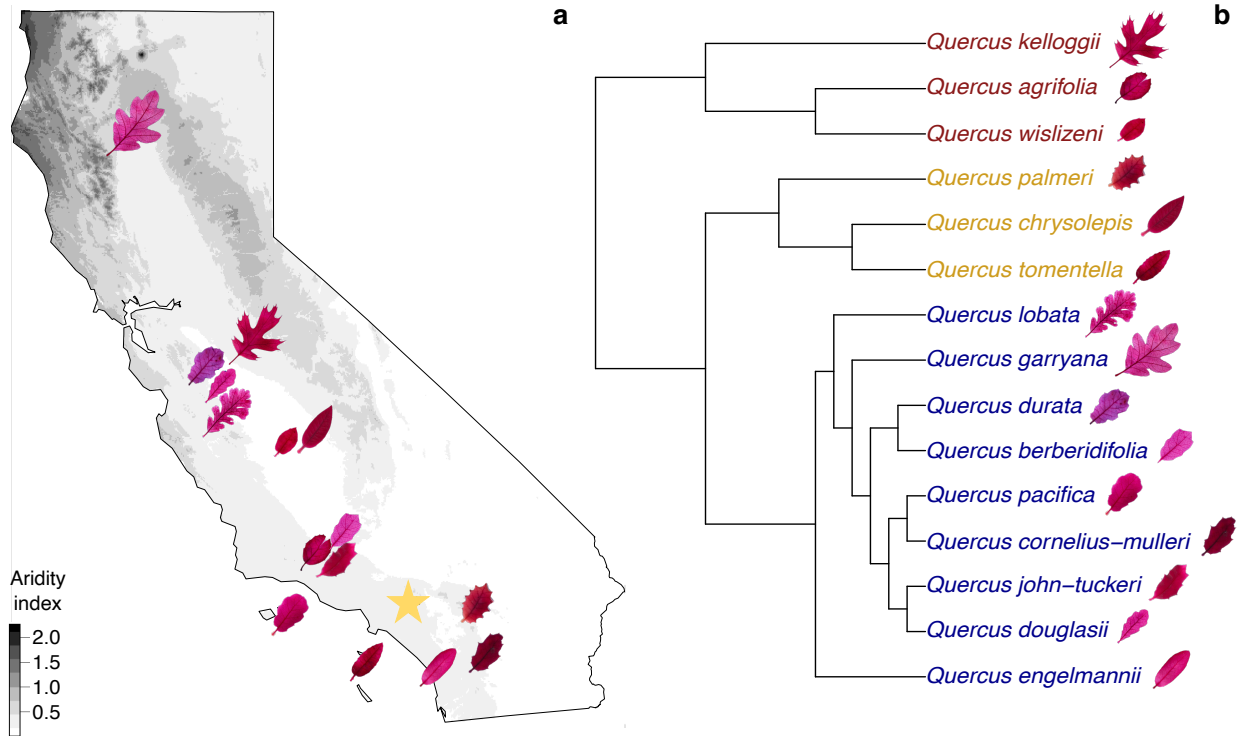 a
Aridity
index
2.0
1.5
1.0
0.5
b
Quercus kelloggii
Quercus agrifolia
Quercus wislizeni
Quercus palmeri
Quercus chrysolepis
Quercus tomentella
Quercus lobata
Quercus garryana
Quercus durata
Quercus berberidifolia
Quercus pacifica
Quercus cornelius−mulleri
Quercus john−tuckeri
Quercus douglasii
Quercus engelmannii